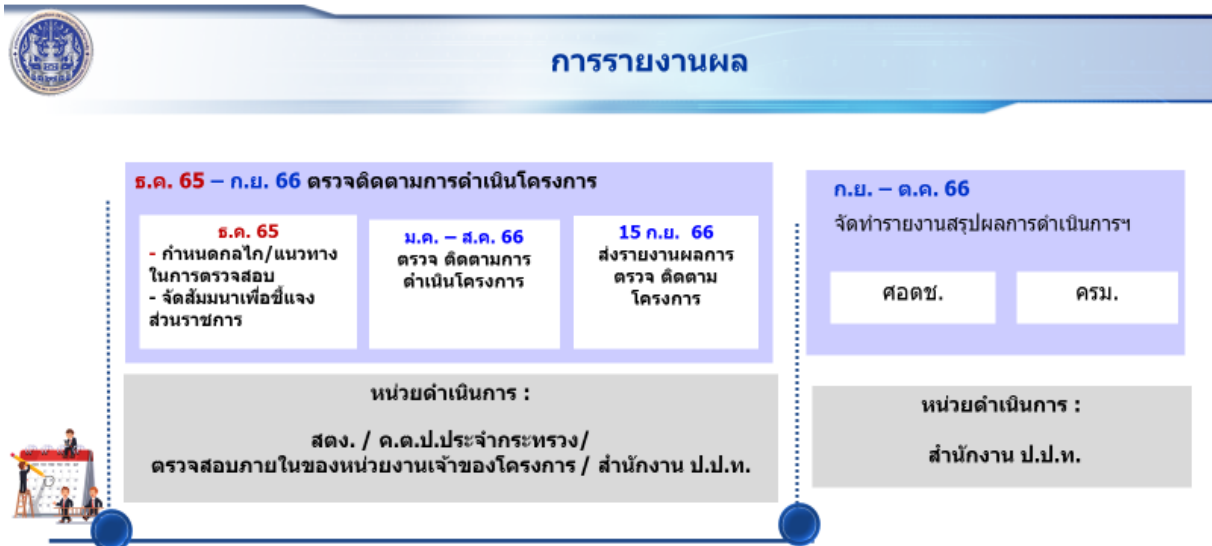 การรายงานผล
ธ.ค. 65 – ก.ย. 66 ตรวจติดตามการดำเนินโครงการ
ธ.ค. 65
- กำหนดกลไก/แนวทาง
ในการตรวจสอบ
- จัดสัมมนาเพื่อชี้แจง
ส่วนราชการ
ม.ค. – ส.ค. 66
ตรวจ ติดตามการ
ดำเนินโครงการ
15 ก.ย. 66
ส่งรายงานผลการ
ตรวจ ติดตาม
โครงการ
หน่วยดำเนินการ :
สตง. / ค.ต.ป.ประจำกระทรวง/
ตรวจสอบภายในของหน่วยงานเจ้าของโครงการ / สำนักงาน ป.ป.ท.
ก.ย. – ต.ค. 66
จัดทำรายงานสรุปผลการดำเนินการฯ
ศอตช.
ครม.
หน่วยดำเนินการ :
สำนักงาน ป.ป.ท.